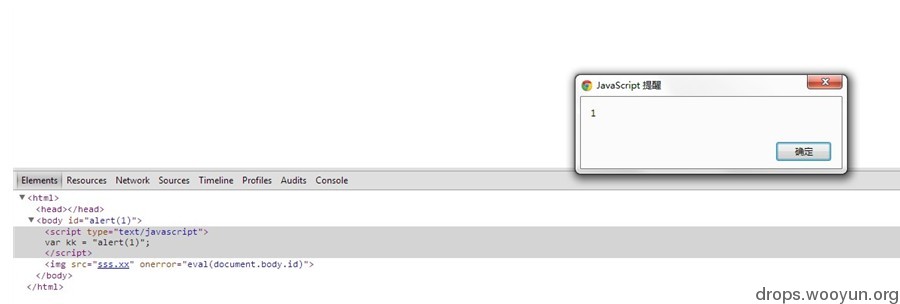 JavaScript 提醒
1
确定
Elements Resources Network Sources Timeline Profiles Audits Console
<html>
<head></head>
<body id="alert(1)">
<script type="text/javascript">
var kk = "alert(1)";
</script>
<img src="sss.xx" onerror="eval(document.body.id)">
</body>
</html>
drops.wooyun.org